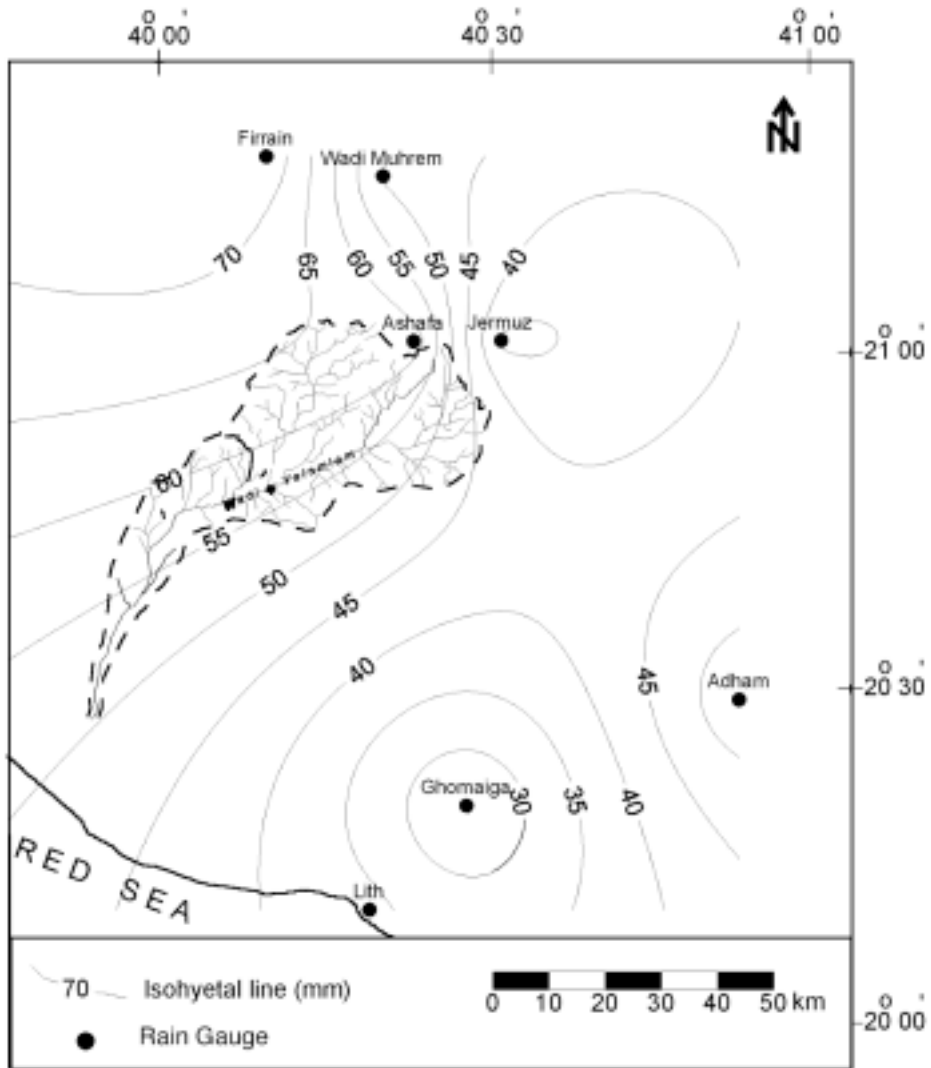 40° 00'
40° 30'
41° 00'
N
Firrain
Wadi Muhrem
70
65
60
55
50
45
40
Ashafa
Jermuz
21° 00'
60
Wadi Yalamlam
55
50
45
40
45
Adham
20° 30'
Ghomaiga
30
35
40
Lith
RED SEA
70 Isohyetal line (mm)
0 10 20 30 40 50 km
Rain Gauge
20° 00'